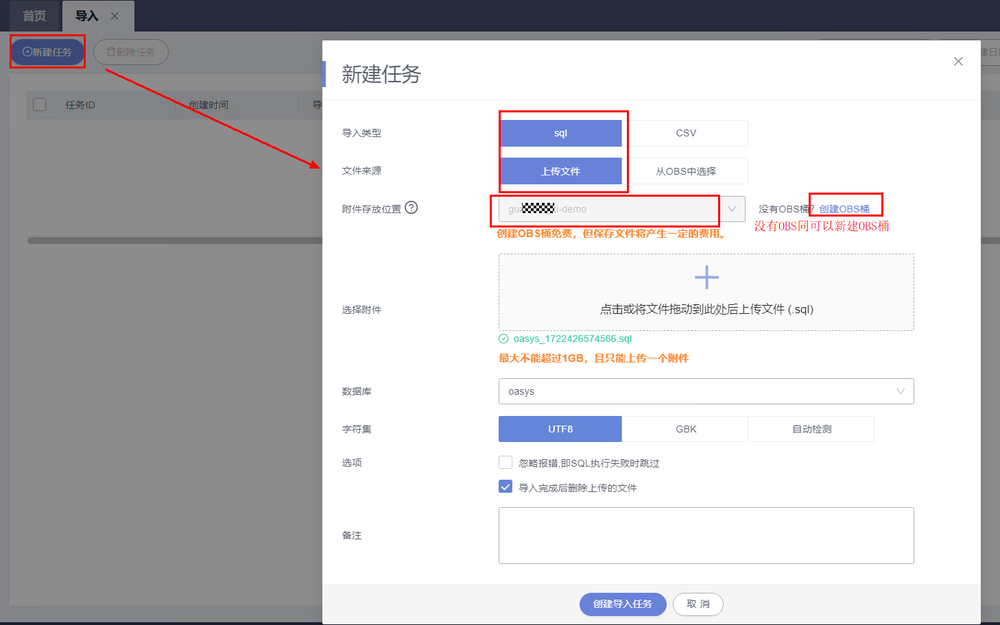 首页
导入
新建任务
删除任务
建日
任务ID
创建时间
导
新建任务
导入类型
sql
CSV
文件来源
上传文件
从OBS中选择
附件存放位置
gu
i-demo
没有OBS桶?
创建OBS桶
没有OBS同可以新建OBS桶
创建OBS桶免费，但保存文件将产生一定的费用。
点击或将文件拖动到此处后上传文件 (.sql)
选择附件
oasys_1722426574586.sql
最大不能超过1GB，且只能上传一个附件
数据库
oasys
字符集
UTF8
GBK
自动检测
选项
忽略报错,即SQL执行失败时跳过
导入完成后删除上传的文件
备注
创建导入任务
取 消